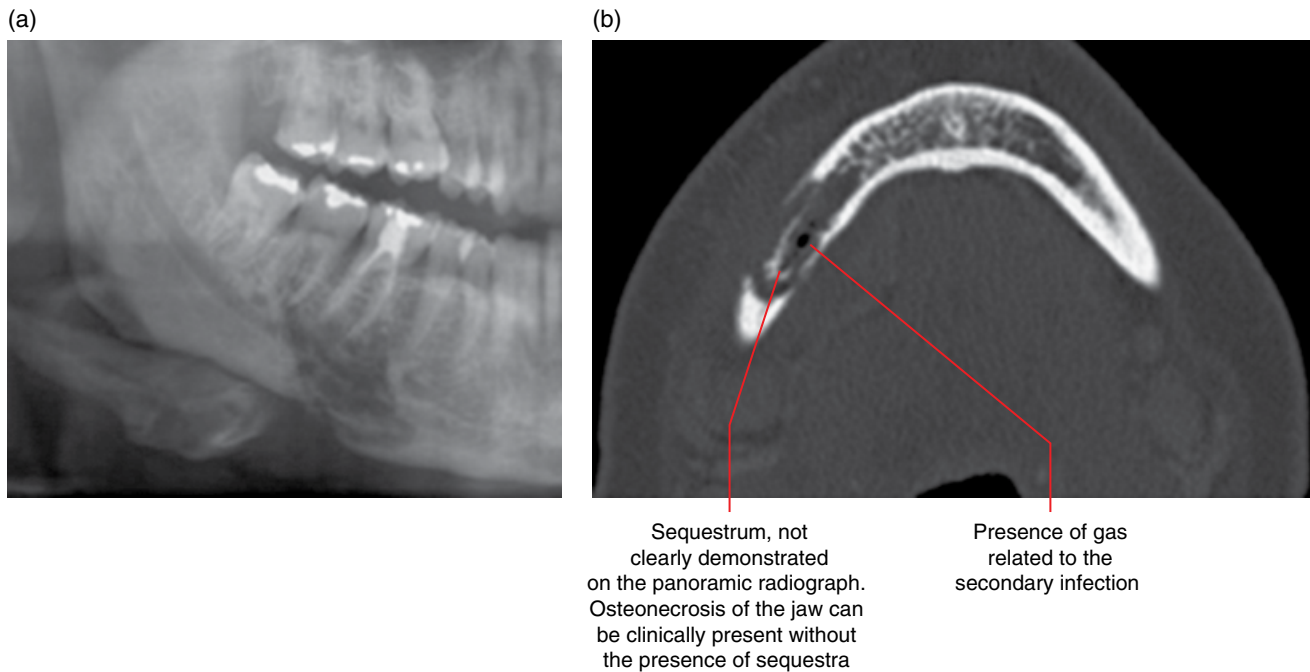 (a)
(b)
Sequestrum, not
clearly demonstrated
on the panoramic radiograph.
Osteonecrosis of the jaw can
be clinically present without
the presence of sequestra
Presence of gas
related to the
secondary infection